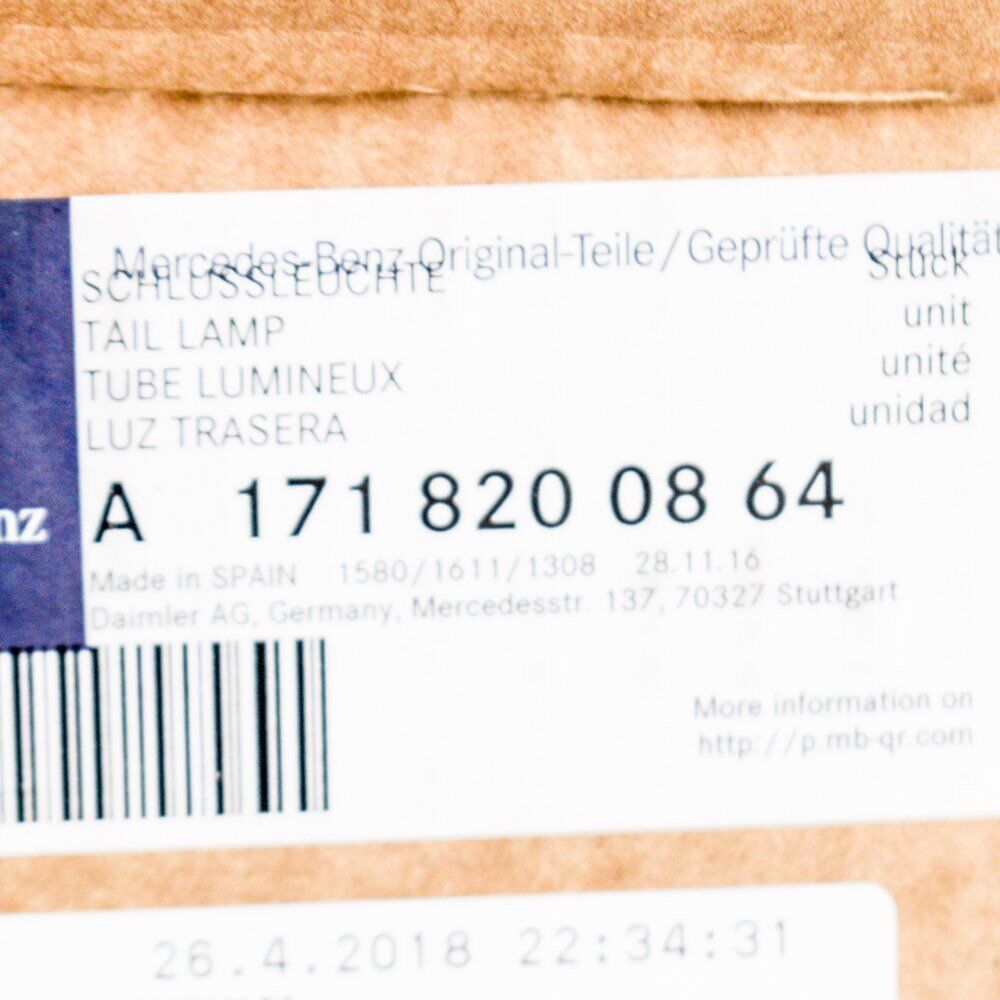 Mercedes-Benz Original-Teile / Geprüfte Qualität
SCHLUSSLEUCHTE Stück
TAIL LAMP unit
TUBE LUMINEUX unité
LUZ TRASERA unidad
nz
A 171 820 08 64
Made in SPAIN 1580/1611/1308 28.11.16
Daimler AG, Germany, Mercedesstr. 137, 70327 Stuttgart
More information on
http://p.mb-qr.com
26.4.2018 22:34:31